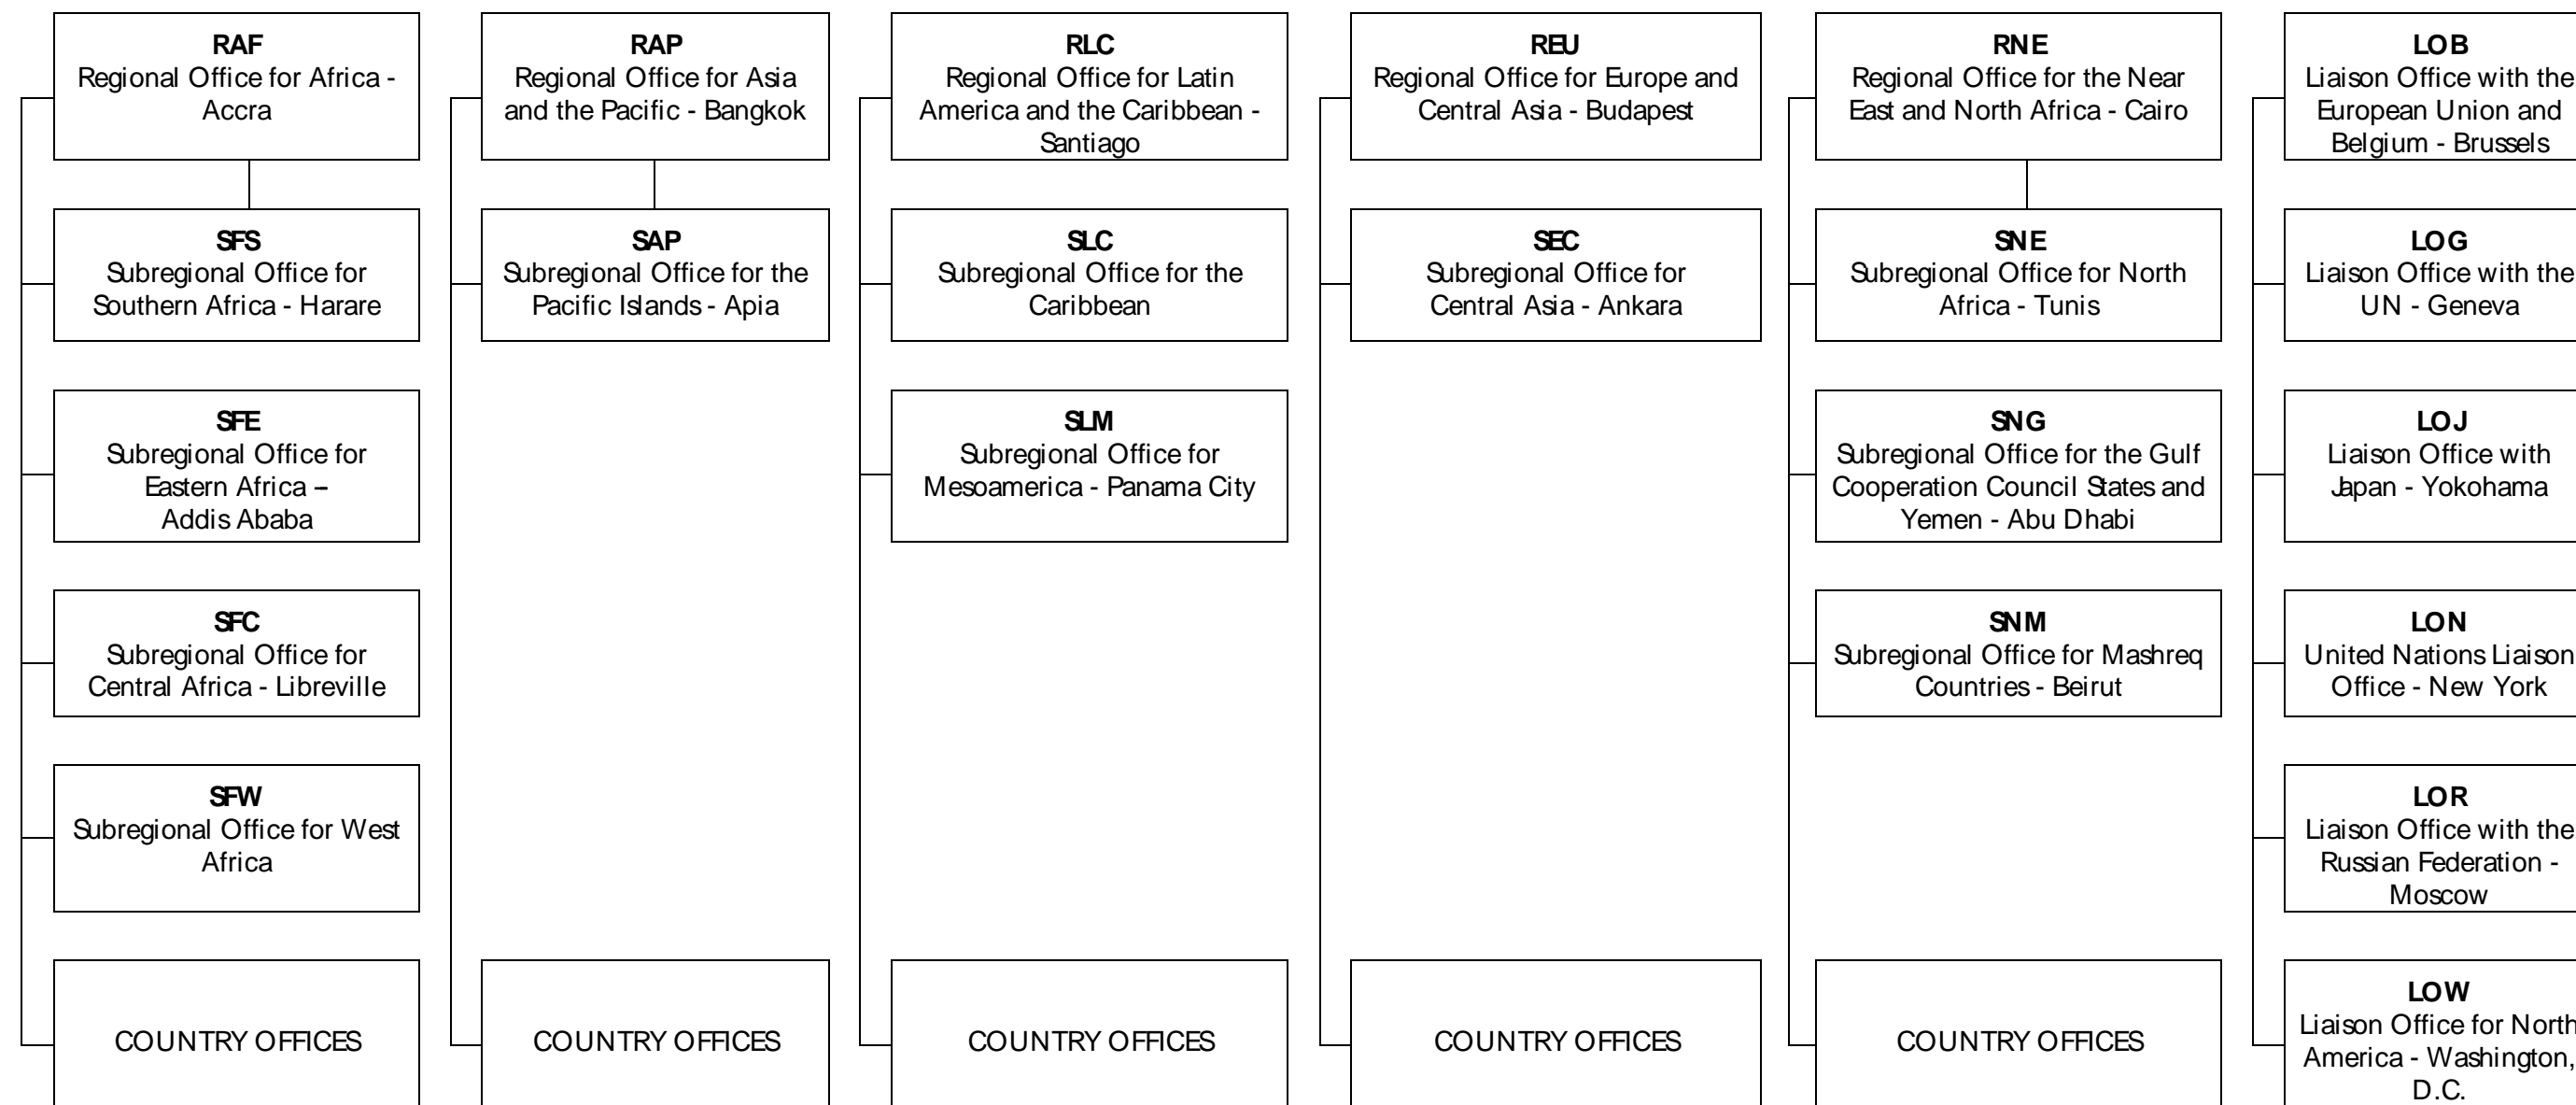 RAF
Regional Office for Africa -
Accra
SFS
Subregional Office for
Southern Africa - Harare
SFE
Subregional Office for
Eastern Africa –
Addis Ababa
SFC
Subregional Office for
Central Africa - Libreville
SFW
Subregional Office for West
Africa
COUNTRY OFFICES
RAP
Regional Office for Asia
and the Pacific - Bangkok
SAP
Subregional Office for the
Pacific Islands - Apia
COUNTRY OFFICES
RLC
Regional Office for Latin
America and the Caribbean -
Santiago
SLC
Subregional Office for the
Caribbean
SLM
Subregional Office for
Mesoamerica - Panama City
COUNTRY OFFICES
REU
Regional Office for Europe and
Central Asia - Budapest
SEC
Subregional Office for
Central Asia - Ankara
COUNTRY OFFICES
RNE
Regional Office for the Near
East and North Africa - Cairo
SNE
Subregional Office for North
Africa - Tunis
SNG
Subregional Office for the Gulf
Cooperation Council States and
Yemen - Abu Dhabi
SNM
Subregional Office for Mashreq
Countries - Beirut
COUNTRY OFFICES
LOB
Liaison Office with the
European Union and
Belgium - Brussels
LOG
Liaison Office with the
UN - Geneva
LOJ
Liaison Office with
Japan - Yokohama
LON
United Nations Liaison
Office - New York
LOR
Liaison Office with the
Russian Federation -
Moscow
LOW
Liaison Office for North
America - Washington,
D.C.